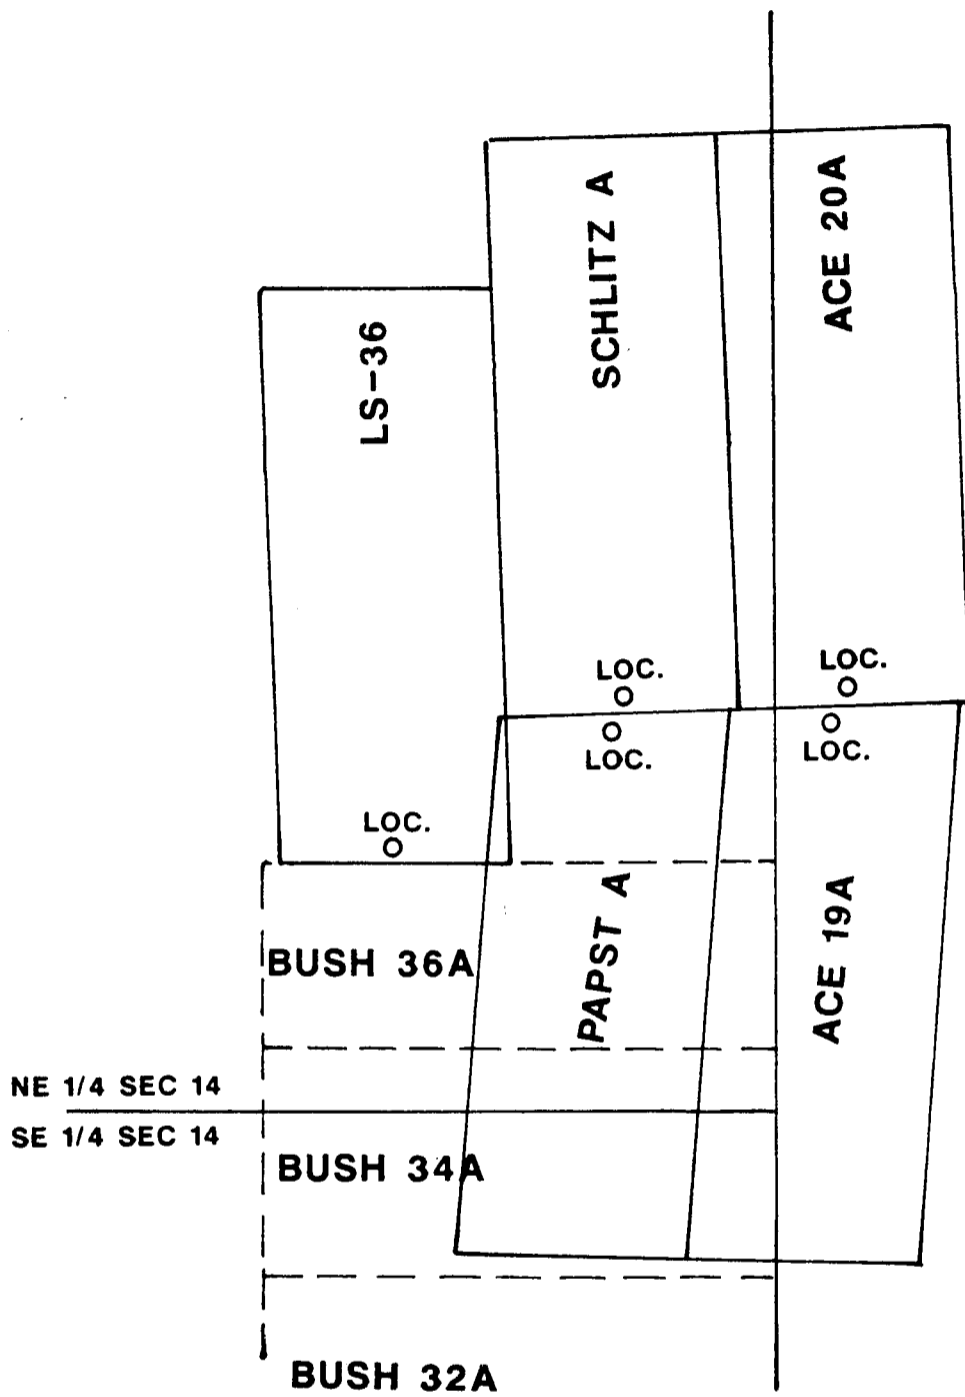 ACE 20A
SCHLITZ A
LS-36
LOC.
LOC.
LOC.
LOC.
LOC.
PAPST A
ACE 19A
BUSH 36A
NE 1/4 SEC 14
SE 1/4 SEC 14
BUSH 34A
BUSH 32A